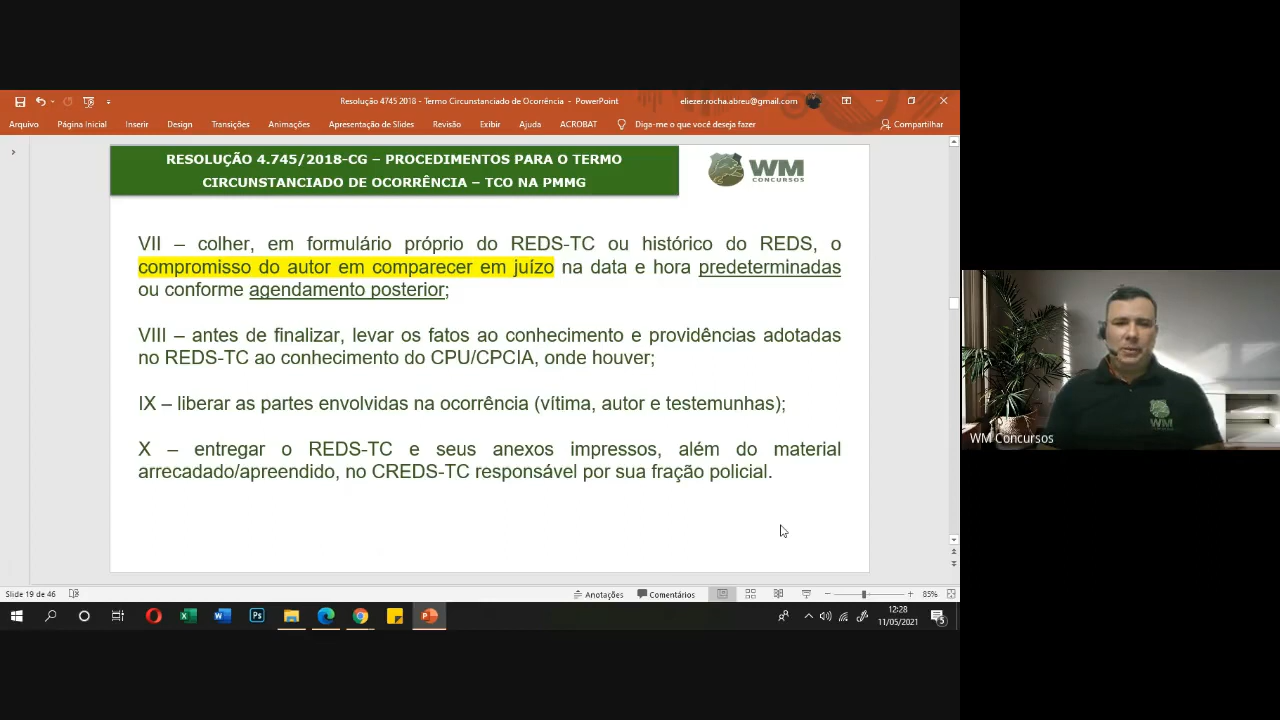 Resolução 4745 2018 - Termo Circunstanciado de Ocorrência - PowerPoint
eliezer.rocha.abreu@gmail.com
Arquivo Página Inicial Inserir Design Transições Animações Apresentação de Slides Revisão Exibir Ajuda ACROBAT Diga-me o que você deseja fazer Compartilhar
RESOLUÇÃO 4.745/2018-CG – PROCEDIMENTOS PARA O TERMO
CIRCUNSTANCIADO DE OCORRÊNCIA – TCO NA PMMG
WM
CONCURSOS
VII – colher, em formulário próprio do REDS-TC ou histórico do REDS, o
compromisso do autor em comparecer em juízo na data e hora predeterminadas
ou conforme agendamento posterior;
VIII – antes de finalizar, levar os fatos ao conhecimento e providências adotadas
no REDS-TC ao conhecimento do CPU/CPCIA, onde houver;
IX – liberar as partes envolvidas na ocorrência (vítima, autor e testemunhas);
X – entregar o REDS-TC e seus anexos impressos, além do material
arrecadado/apreendido, no CREDS-TC responsável por sua fração policial.
WM
WM Concursos
Slide 19 de 46
Anotações
Comentários
85%
12:28
11/05/2021
5